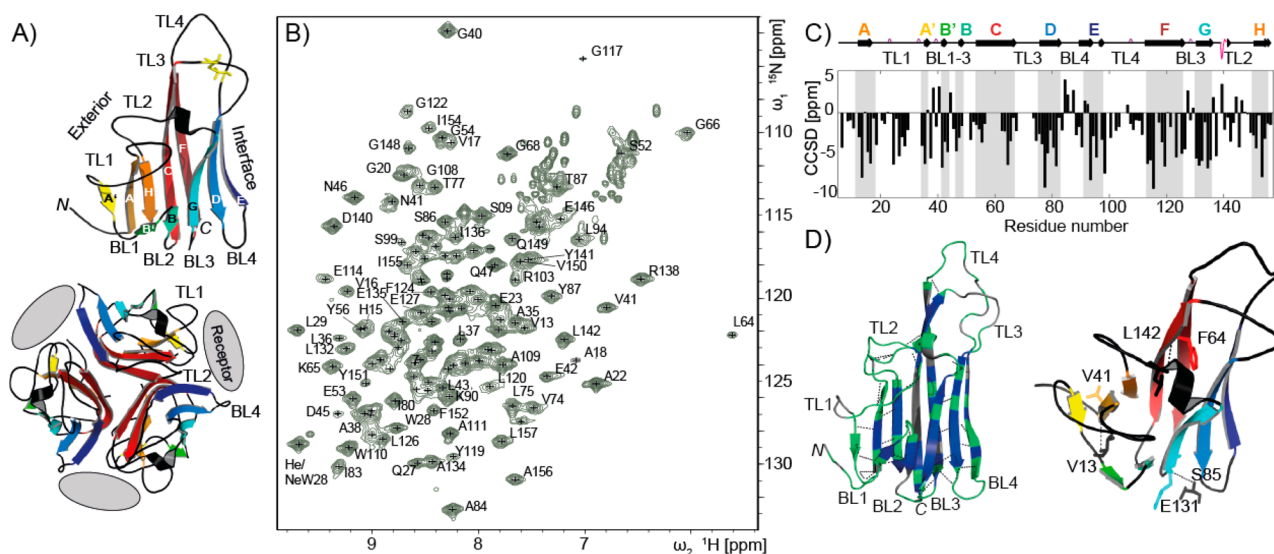 A)
TL4
TL3
TL2
Exterior
Interface
TL1
A' A H C F B G D E
N
B'
C
BL1
BL2
BL3
BL4
TL1
Receptor
TL2
BL4
B)
G40
G117
ω1 15N [ppm]
G122
I154
G54
V17
G148
G66
S52
110
G68
G20
G108
T77
T87
N46
N41
S86
S09
E146
D140
115
S99
I136
Q149
L94
Y141
V150
I155
Q47
R103
E114
V16
F124
E135
E127
R138
E23
Y87
120
Y56
H15
A35
V13
V41
L29
L36
L37
L142
L64
L132
A109
A18
K65
Y151
L120
E42
A22
E53
L43
K90
L75
V74
125
D45
I80
F152
A38
W28
A111
L157
He/
NeW28
W110
L126
Y119
I83
Q27
A134
A156
130
A84
9 8 7
ω2 1H [ppm]
C)
A A' B' B C D E F G H
TL1 BL1-3 TL3 BL4 TL4 BL3 TL2
CCSD [ppm]
5
0
-5
-10
20 40 60 80 100 120 140
Residue number
D)
TL4
TL2
TL3
TL1
N
BL1
BL2
C
BL3
BL4
L142
F64
V41
V13
S85
E131